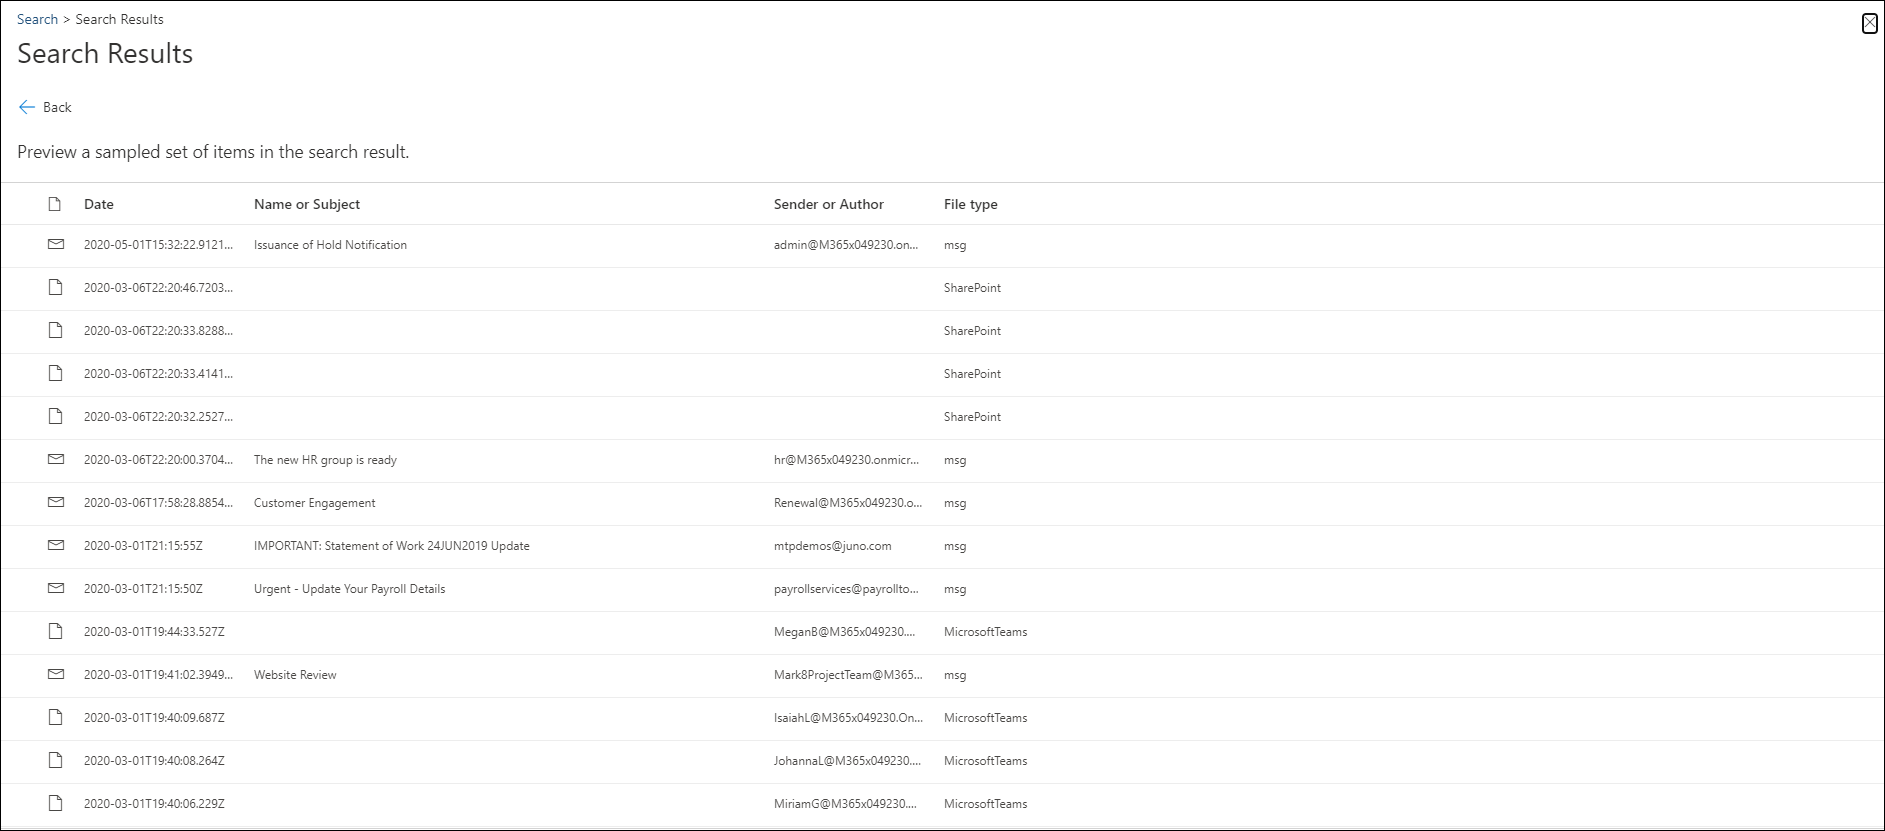 Search > Search Results
Search Results
Back
Preview a sampled set of items in the search result.
Date Name or Subject Sender or Author File type
2020-05-01T15:32:22.9121... Issuance of Hold Notification admin@M365x049230.on... msg
2020-03-06T22:20:46.7203... SharePoint
2020-03-06T22:20:33.8288... SharePoint
2020-03-06T22:20:33.4141... SharePoint
2020-03-06T22:20:32.2527... SharePoint
2020-03-06T22:20:00.3704... The new HR group is ready hr@M365x049230.onmicr... msg
2020-03-06T17:58:28.8854... Customer Engagement Renewal@M365x049230.o... msg
2020-03-01T21:15:55Z IMPORTANT: Statement of Work 24JUN2019 Update mtpdemos@juno.com msg
2020-03-01T21:15:50Z Urgent - Update Your Payroll Details payrollservices@payrollto... msg
2020-03-01T19:44:33.527Z MeganB@M365x049230.... MicrosoftTeams
2020-03-01T19:41:02.3949... Website Review Mark8ProjectTeam@M365... msg
2020-03-01T19:40:09.687Z IsaiahL@M365x049230.On... MicrosoftTeams
2020-03-01T19:40:08.264Z JohannaL@M365x049230.... MicrosoftTeams
2020-03-01T19:40:06.229Z MiriamG@M365x049230.... MicrosoftTeams